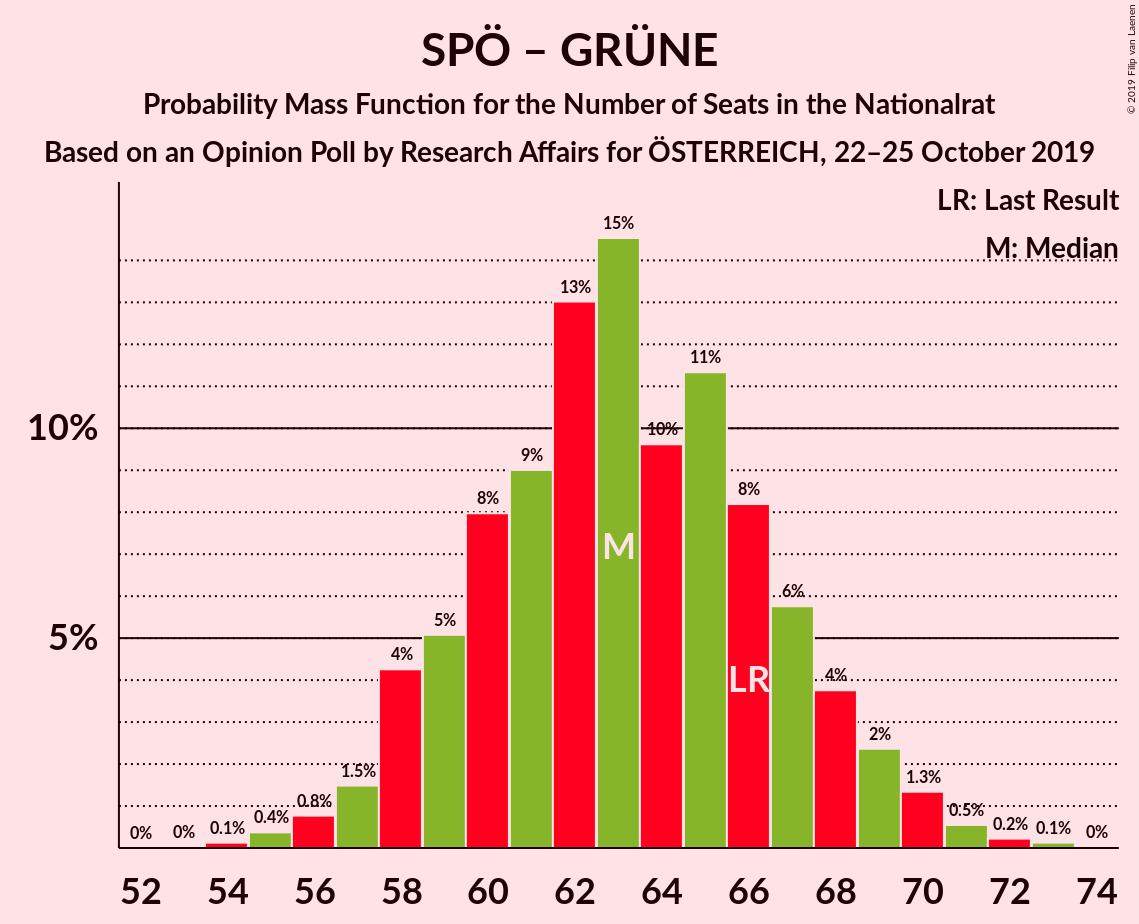 SPÖ – GRÜNE
Probability Mass Function for the Number of Seats in the Nationalrat
Based on an Opinion Poll by Research Affairs for ÖSTERREICH, 22–25 October 2019
© 2019 Filip van Laenen
LR: Last Result
M: Median
10%
5%
0%
0%
0.1%
0.4%
0.8%
1.5%
4%
5%
8%
9%
13%
15%
10%
11%
8%
6%
4%
2%
1.3%
0.5%
0.2%
0.1%
0%
M
LR
52 54 56 58 60 62 64 66 68 70 72 74